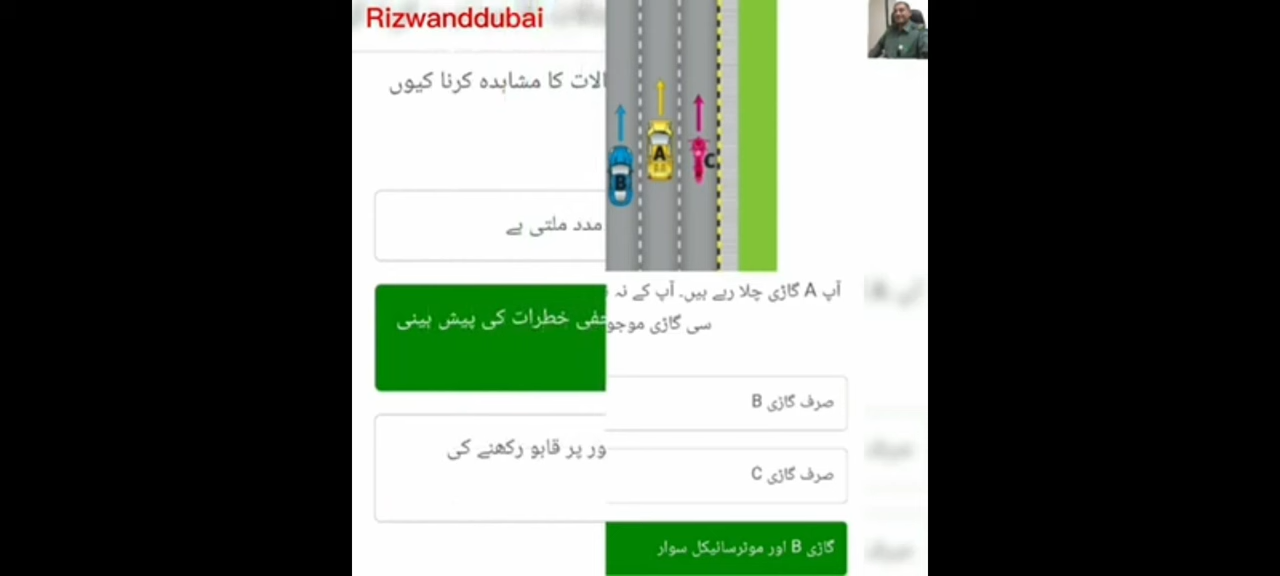 Rizwanddubai
الات کا مشاہدہ کرنا کیوں
مدد ملتی ہے
خفی خطرات کی پیش بینی
ور پر قابو رکھنے کی
A
B
C
آپ A گاڑی چلا رہے ہیں۔ آپ کے نہ
سی گاڑی موجو
صرف گاڑی B
صرف گاڑی C
گاڑی B اور موٹرسائیکل سوار